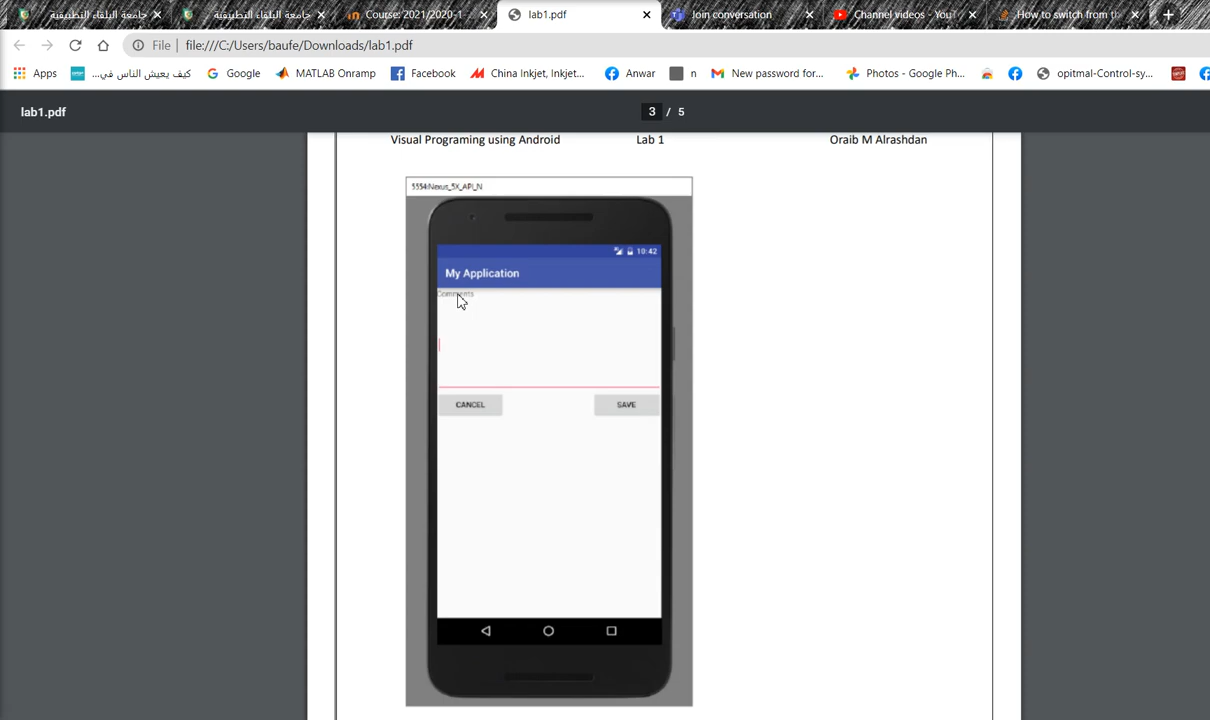 جامعة البلقاء التطبيقية
جامعة البلقاء التطبيقية
Course: 2021/2020-1-
lab1.pdf
Join conversation
Channel videos - YouT
How to switch from th
File
file:///C:/Users/baufe/Downloads/lab1.pdf
Apps
كيف يعيش الناس في...
Google
MATLAB Onramp
Facebook
China Inkjet, Inkjet...
Anwar
n
New password for...
Photos - Google Ph...
opitmal-Control-sy...
lab1.pdf
3 / 5
Visual Programing using Android
Lab 1
Oraib M Alrashdan
5554:Nexus_5X_API_N
10:42
My Application
Comments
CANCEL
SAVE